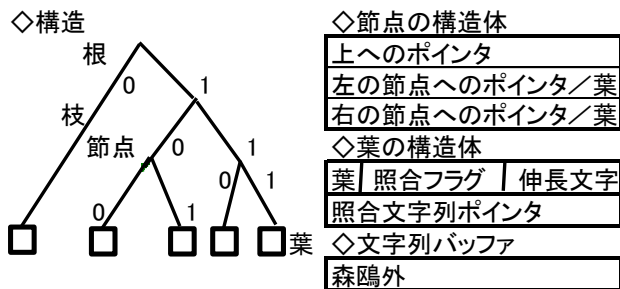 ◇構造
根
0
1
枝
節点
0
1
0
1
0
1
葉
◇節点の構造体
上へのポインタ
左の節点へのポインタ／葉
右の節点へのポインタ／葉
◇葉の構造体
葉 照合フラグ 伸長文字
照合文字列ポインタ
◇文字列バッファ
森鴎外